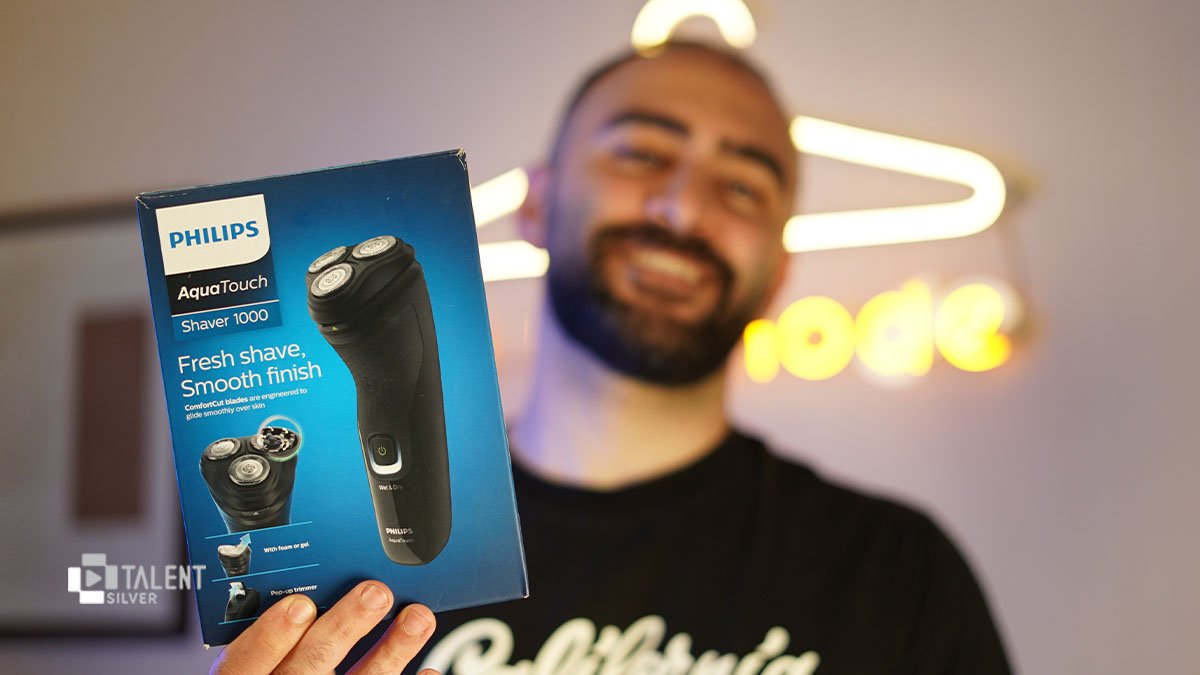 PHILIPS
AquaTouch
Shaver 1000
Fresh shave,
Smooth finish
ComfortCut blades are engineered to
glide smoothly over skin
Wet & Dry
PHILIPS
AquaTouch
With foam or gel
Pop-up trimmer
TALENT
SILVER
California